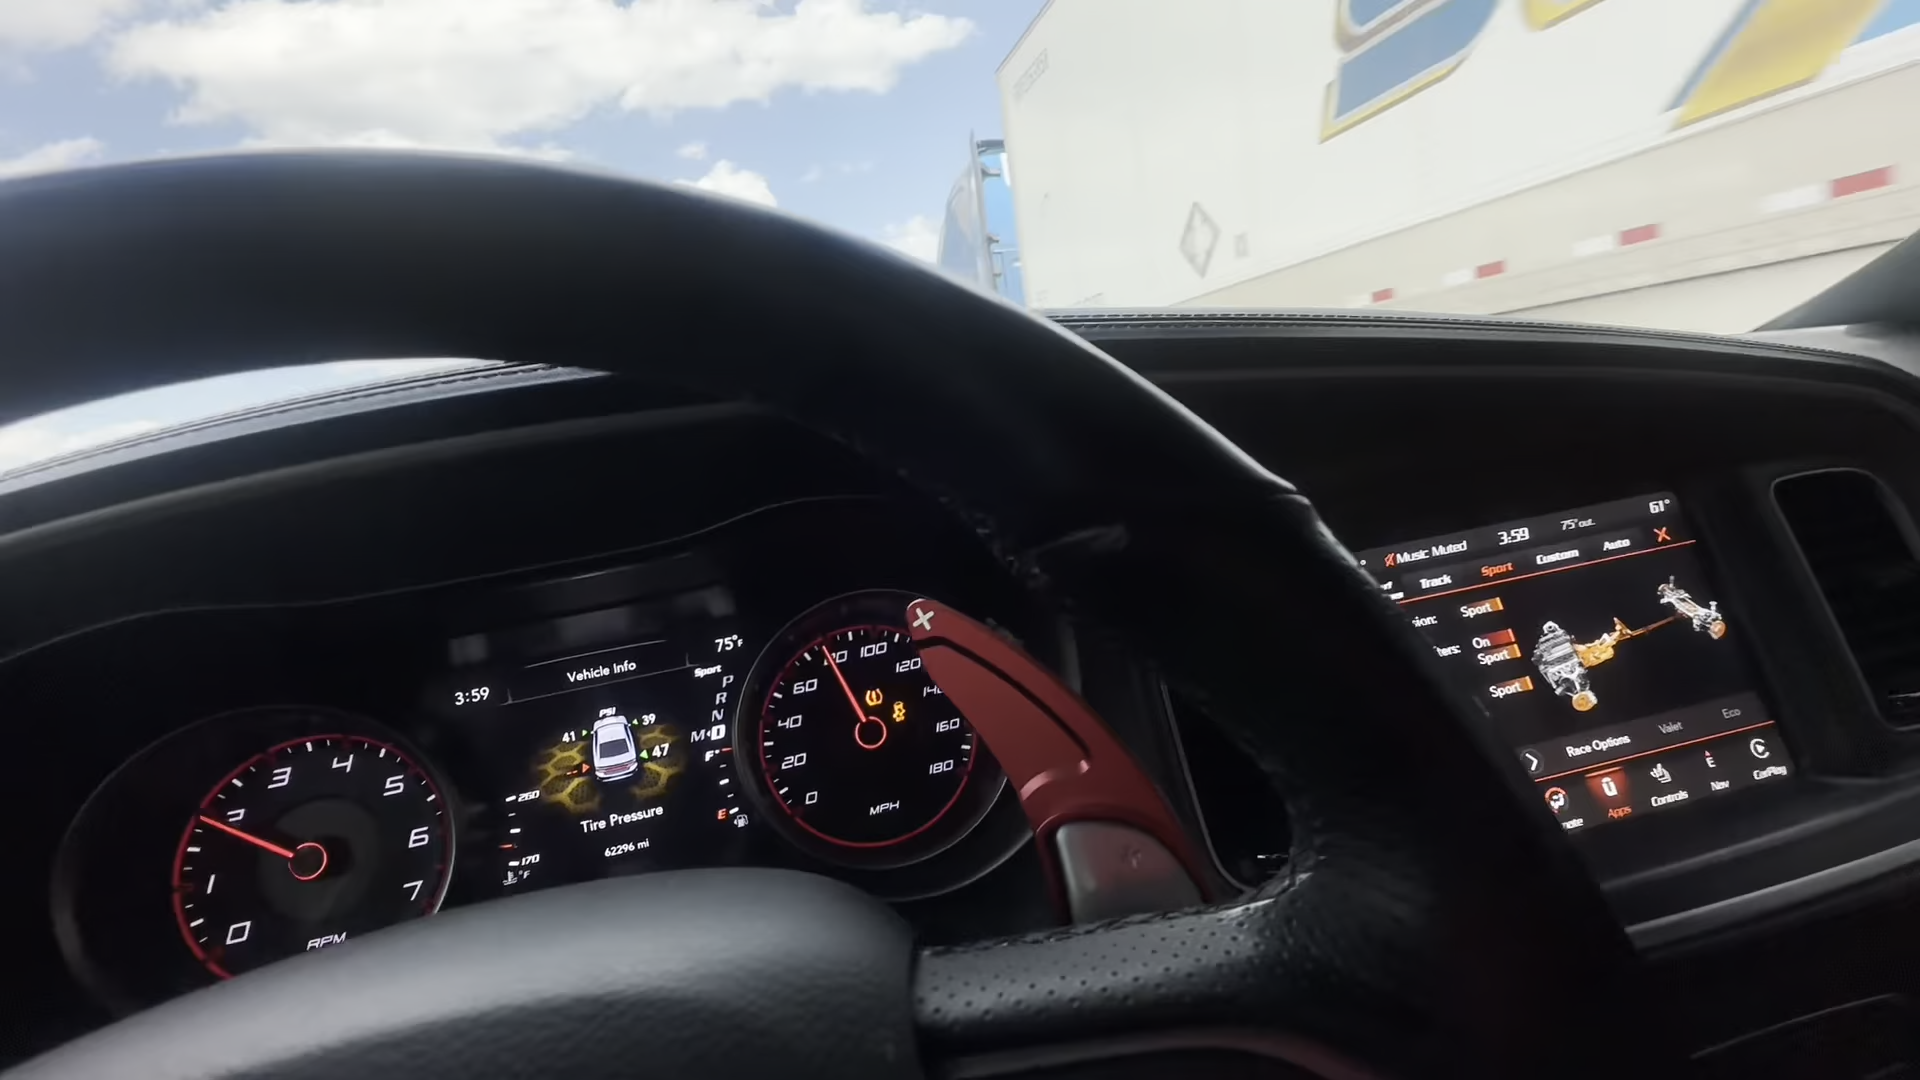 3:59
Vehicle Info
75°F
Sport
P
R
N
M D
PSI
41
39
--
47
260
170
°F
F
E
Tire Pressure
62296 mi
0
1
2
3
4
5
6
7
RPM
0
20
40
60
80
100
120
160
180
MPH
+
Music Muted
3:59
75° out.
61°
Track
Sport
Custom
Auto
X
Sport
On
Sport
Sport
Race Options
Valet
Eco
Apps
Controls
E
Nav
CarPlay